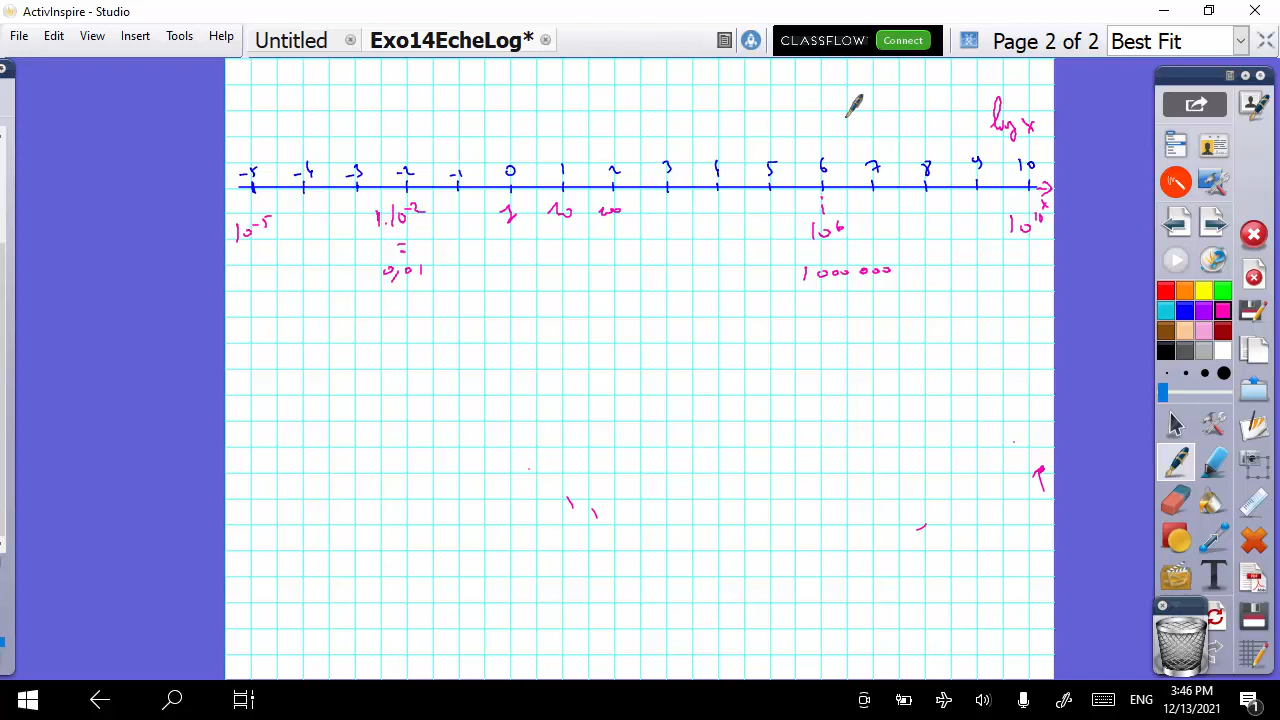 ActivInspire - Studio
File Edit View Insert Tools Help
Untitled
Exo14EcheLog*
CLASSFLOW Connect
Page 2 of 2
Best Fit
log x
-5 -4 -3 -2 -1 0 1 2 3 4 5 6 7 8 9 10
x
10⁻⁵ 1.10⁻² 1 10 100 10⁶ 10¹⁰
=
0,01 1000 000
ENG
3:46 PM
12/13/2021
1